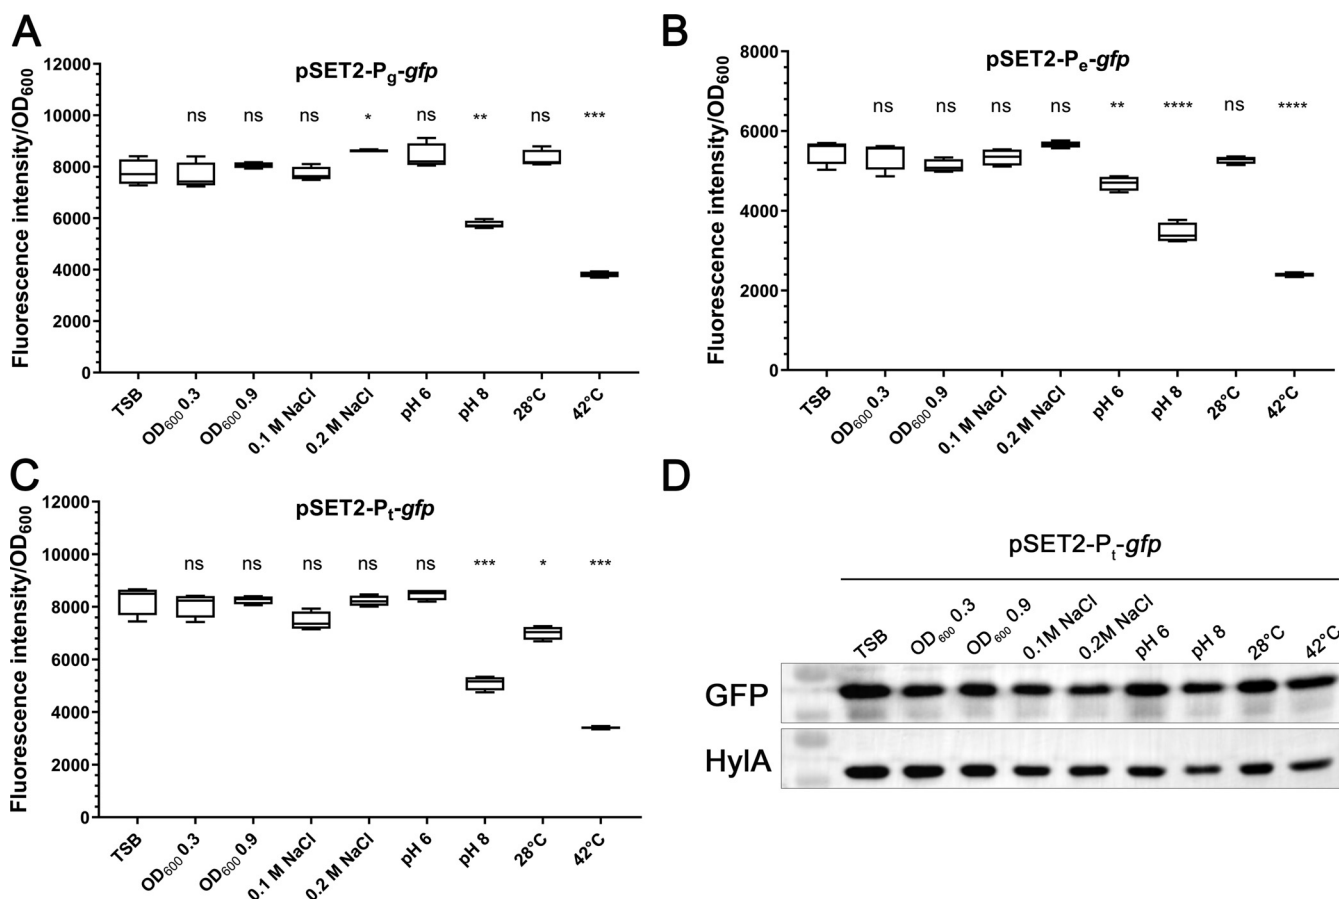 A
pSET2-Pg-gfp
Fluorescence intensity/OD600
12000
10000
8000
6000
4000
2000
0
ns ns ns * ns ** ns ***
TSB OD600 0.3 OD600 0.9 0.1 M NaCl 0.2 M NaCl pH 6 pH 8 28°C 42°C
B
pSET2-Pe-gfp
Fluorescence intensity/OD600
8000
6000
4000
2000
0
ns ns ns ns ** **** ns ****
TSB OD600 0.3 OD600 0.9 0.1 M NaCl 0.2 M NaCl pH 6 pH 8 28°C 42°C
C
pSET2-Pt-gfp
Fluorescence intensity/OD600
12000
10000
8000
6000
4000
2000
0
ns ns ns ns ns *** * ***
TSB OD600 0.3 OD600 0.9 0.1 M NaCl 0.2 M NaCl pH 6 pH 8 28°C 42°C
D
pSET2-Pt-gfp
TSB OD600 0.3 OD600 0.9 0.1M NaCl 0.2M NaCl pH 6 pH 8 28°C 42°C
GFP
HylA